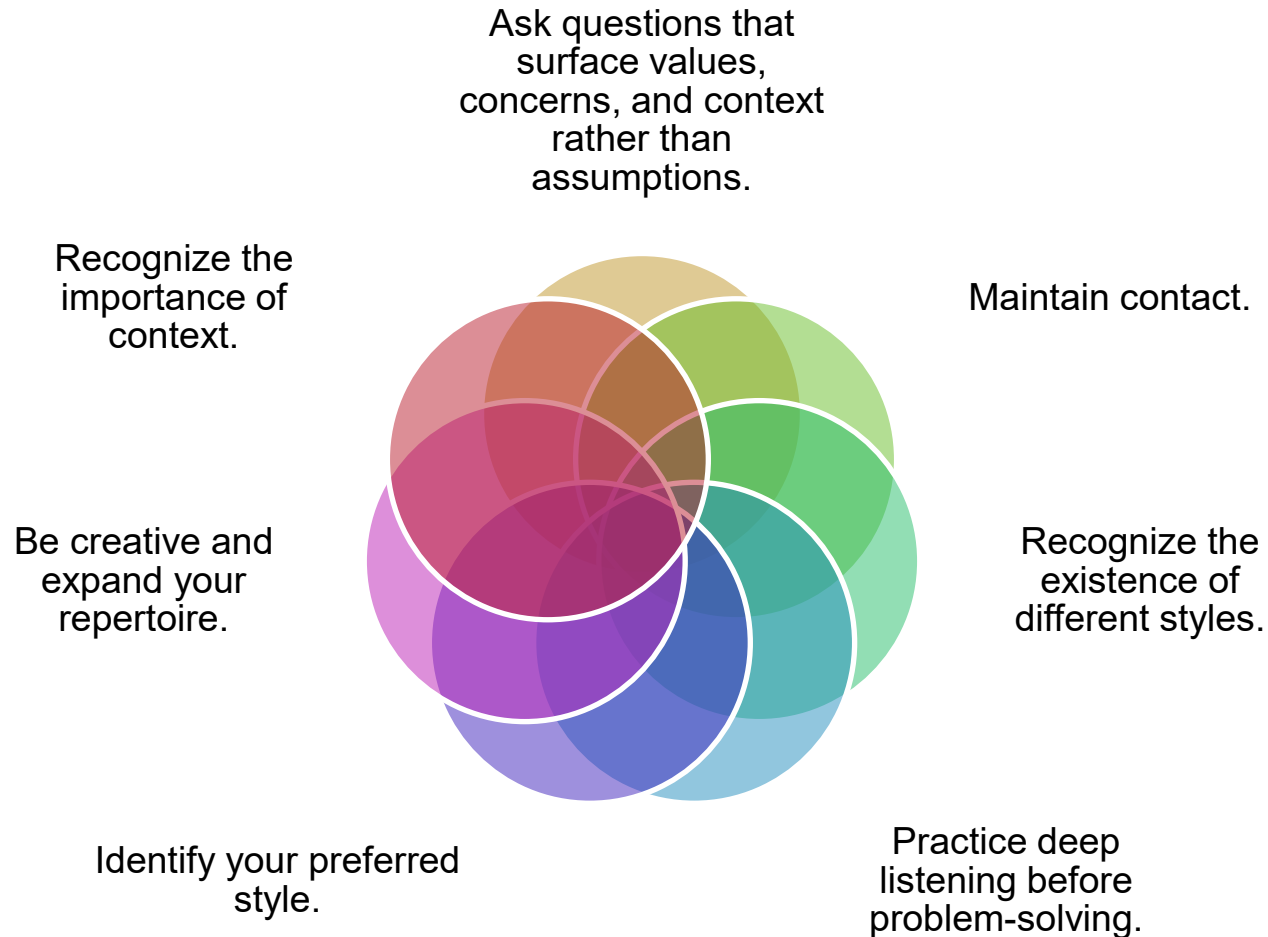 Ask questions that
surface values,
concerns, and context
rather than
assumptions.
Maintain contact.
Recognize the
existence of
different styles.
Practice deep
listening before
problem-solving.
Identify your preferred
style.
Be creative and
expand your
repertoire.
Recognize the
importance of
context.